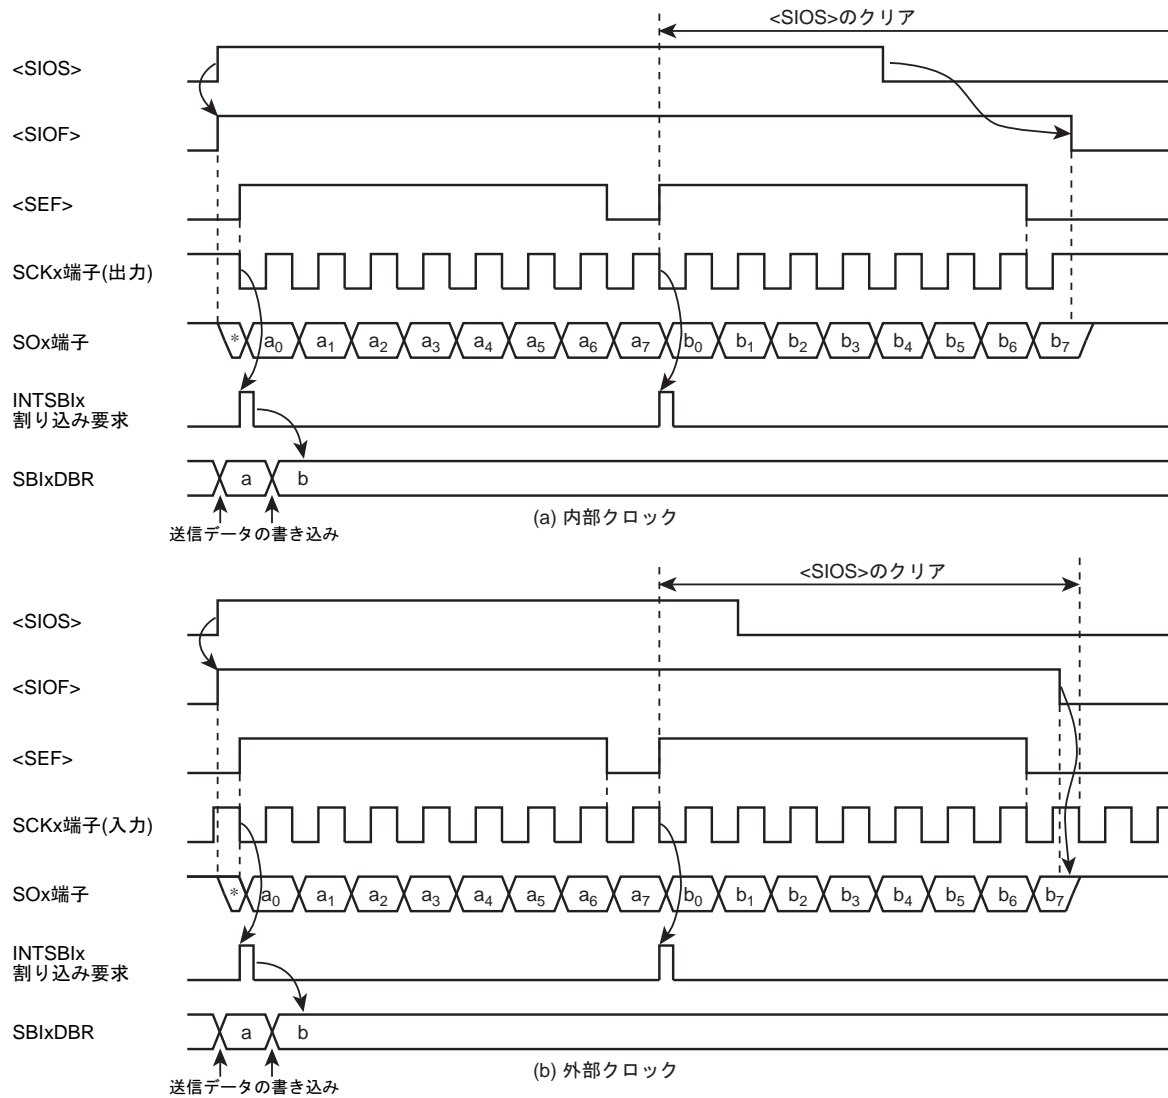 <SIOS>のクリア
<SIOS>
<SIOF>
<SEF>
SCKx端子(出力)
SOx端子
* a0 a1 a2 a3 a4 a5 a6 a7 b0 b1 b2 b3 b4 b5 b6 b7
INTSBIx
割り込み要求
SBIxDBR
a b
送信データの書き込み
(a) 内部クロック
<SIOS>のクリア
<SIOS>
<SIOF>
<SEF>
SCKx端子(入力)
SOx端子
* a0 a1 a2 a3 a4 a5 a6 a7 b0 b1 b2 b3 b4 b5 b6 b7
INTSBIx
割り込み要求
SBIxDBR
a b
送信データの書き込み
(b) 外部クロック